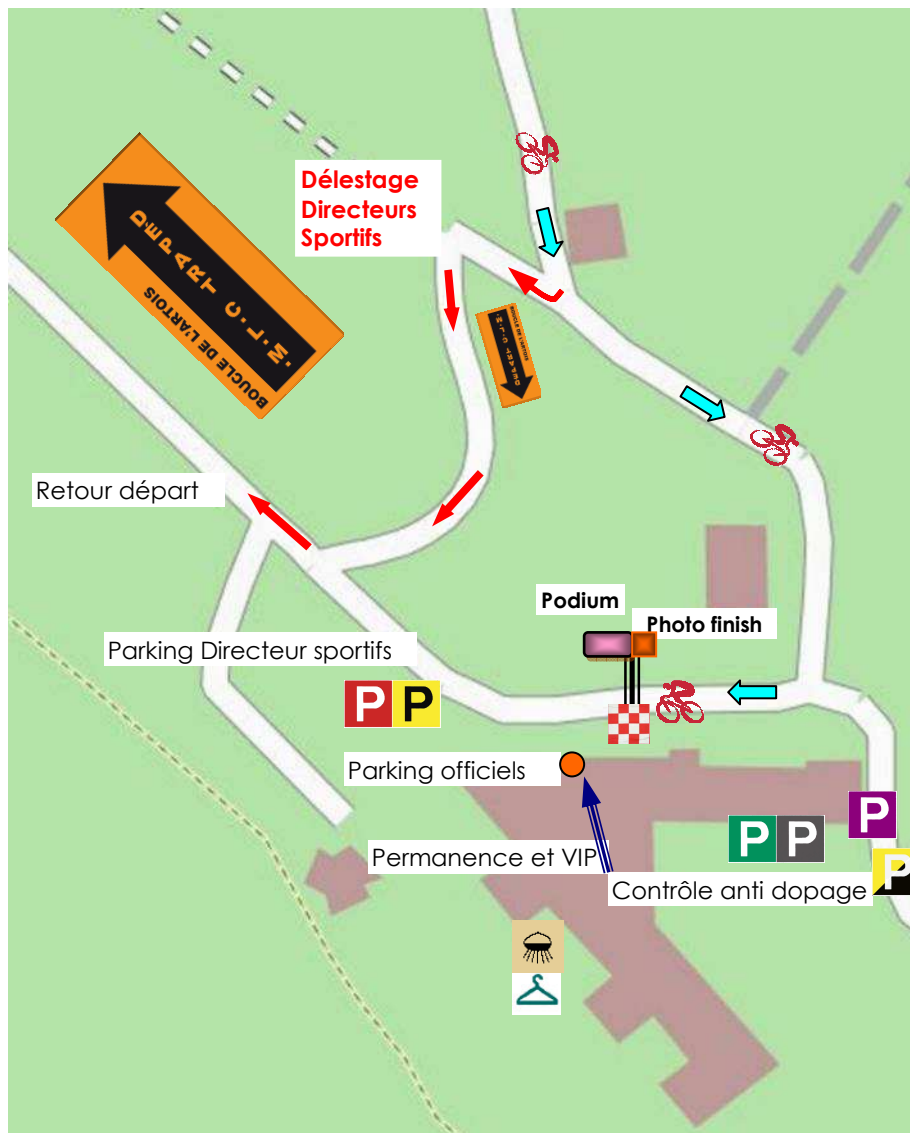 Délestage
Directeurs
Sportifs
DEPART C.L.M.
BOUCLE DE L'ARTOIS
DEPART C.L.M.
Retour départ
Podium
Photo finish
Parking Directeur sportifs
P P
Parking officiels
P
P P
Permanence et VIP
P
Contrôle anti dopage